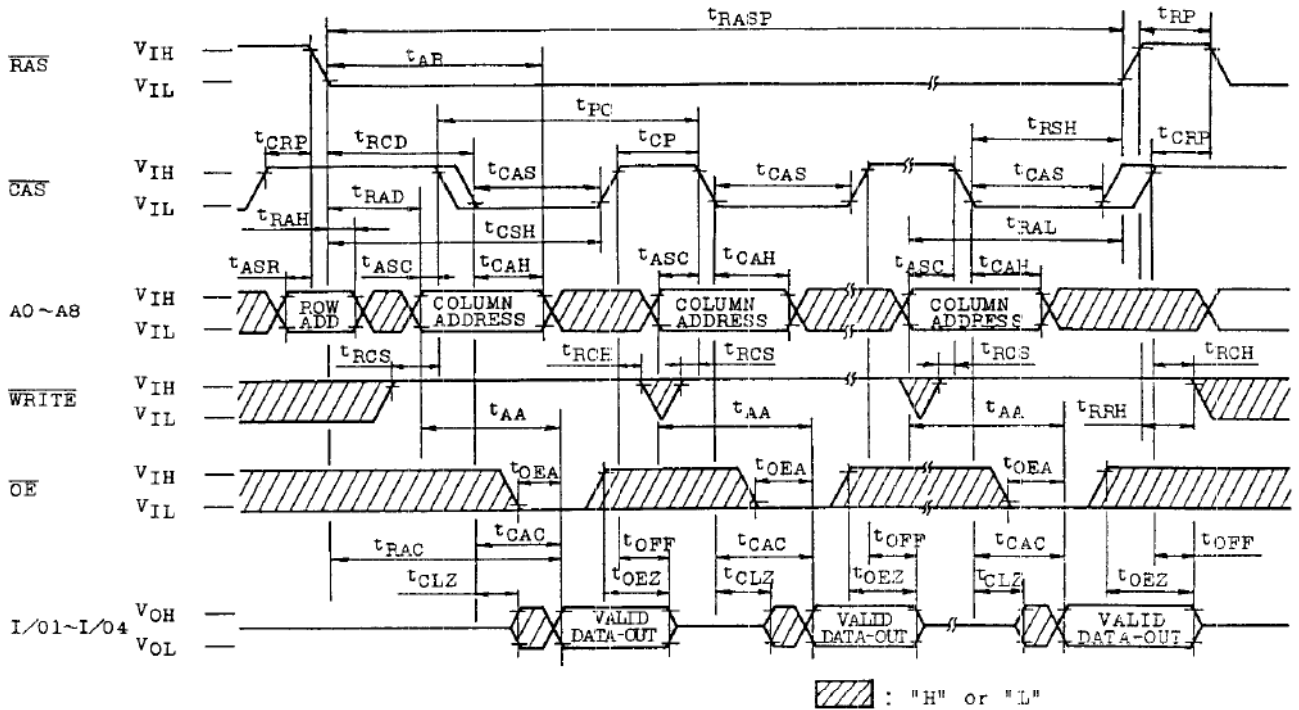 tRASP
tRP
VIH
RAS
tAR
VIL
tPC
tCRP
tRCD
tCP
tRSH
tCRP
VIH
CAS
tCAS
tCAS
tCAS
VIL
tRAD
tRAH
tCSH
tRAL
tASR
tASC
tCAH
tASC
tCAH
tASC
tCAH
VIH
A0~A8
VIL
ROW
ADD
COLUMN
ADDRESS
COLUMN
ADDRESS
COLUMN
ADDRESS
tRCS
tRCH
tRCS
tRCS
tRCH
VIH
WRITE
VIL
tAA
tAA
tAA
tRRH
VIH
OE
VIL
tOEA
tOEA
tOEA
tRAC
tCAC
tOFF
tCAC
tOFF
tCAC
tOFF
tCLZ
tOEZ
tCLZ
tOEZ
tCLZ
tOEZ
VOH
I/O1~I/O4
VOL
VALID
DATA-OUT
VALID
DATA-OUT
VALID
DATA-OUT
: "H" or "L"